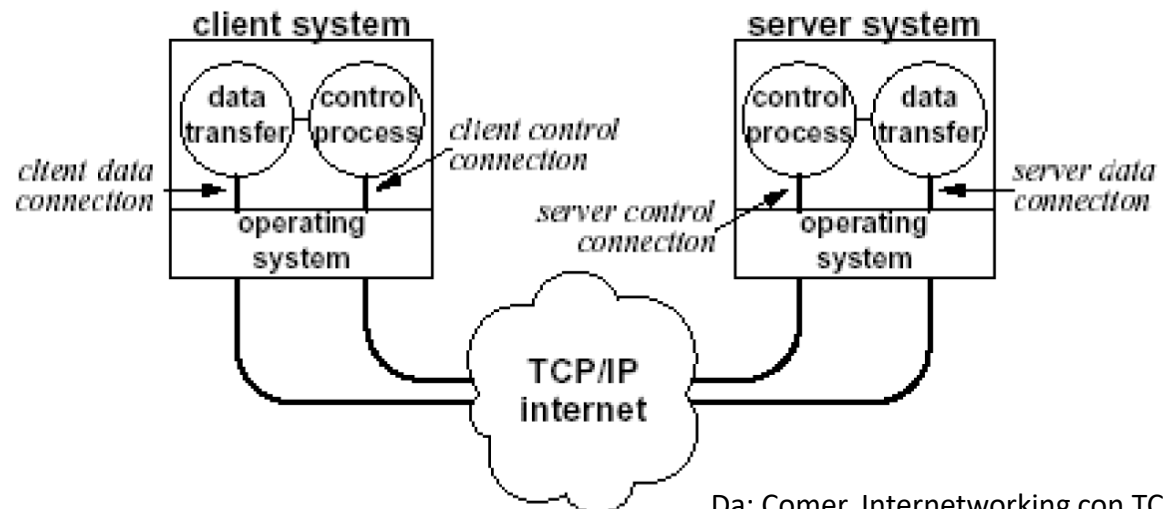 client system
server system
data
transfer
control
process
control
process
data
transfer
client control
connection
client data
connection
server control
connection
server data
connection
operating
system
operating
system
TCP/IP
internet
Da: Comer, Internetworking con TC